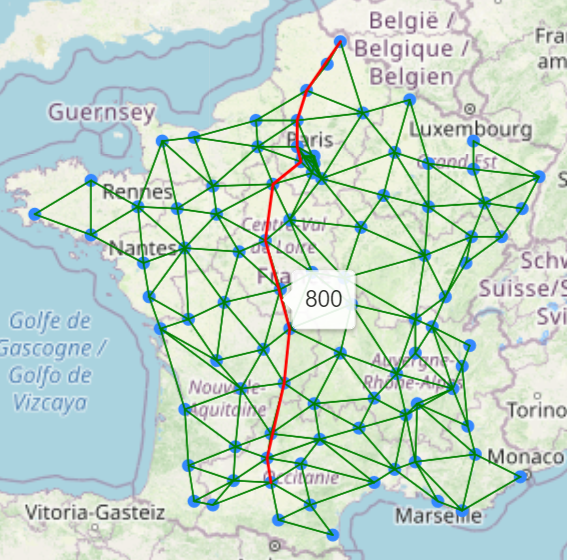 België /
Belgique /
Belgien
Fra
am
Guernsey
Luxembourg
Paris
Grand-Est
Rennes
Centre-Val
de Loire
Nantes
Fra
800
Schw
Suisse/S
Svi
Golfe de
Gascogne /
Golfo de
Vizcaya
Auvergne-
Rhône-Alpes
Nouvelle-
Aquitaine
Torino
Occitanie
Monaco
Vitoria-Gasteiz
Marseille